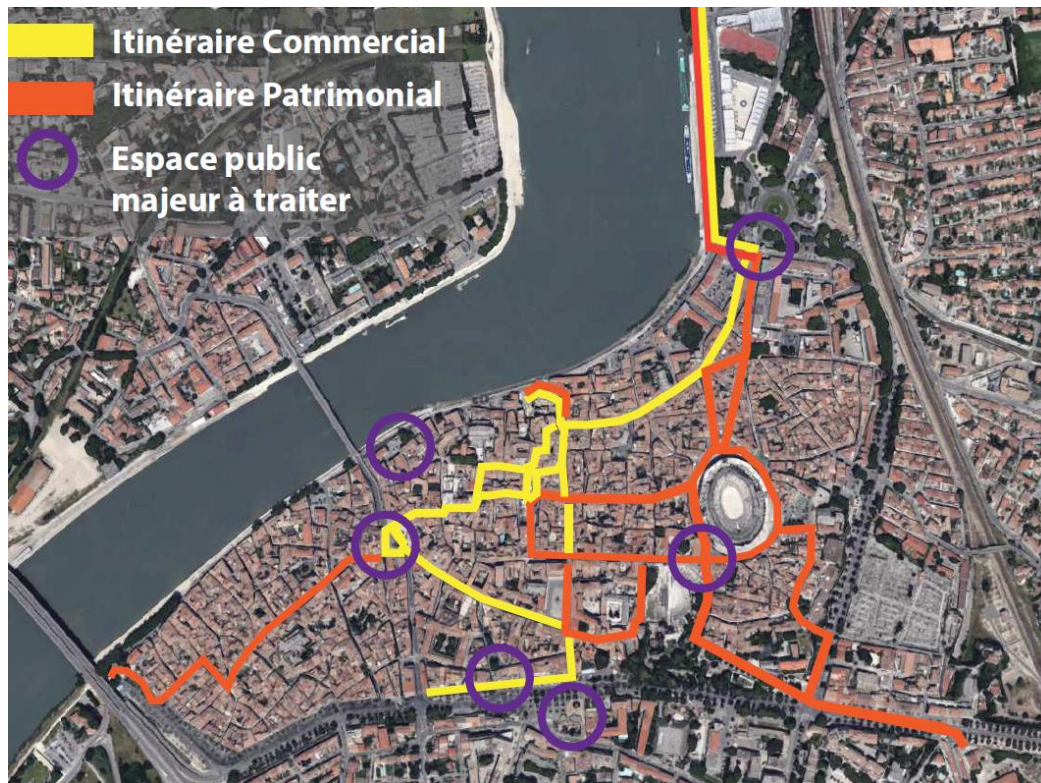 Itinéraire Commercial
Itinéraire Patrimonial
Espace public
majeur à traiter